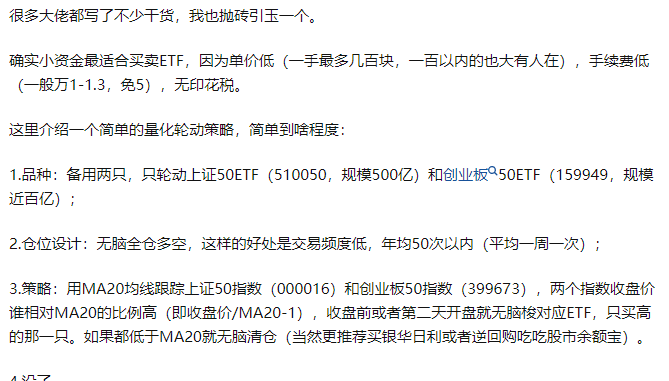 很多大佬都写了不少干货，我也抛砖引玉一个。
确实小资金最适合买卖ETF，因为单价低（一手最多几百块，一百以内的也大有人在），手续费低
（一般万1-1.3，免5），无印花税。
这里介绍一个简单的量化轮动策略，简单到啥程度：
1.品种：备用两只，只轮动上证50ETF（510050，规模500亿）和创业板50ETF（159949，规模
近百亿）；
2.仓位设计：无脑全仓多空，这样的好处是交易频度低，年均50次以内（平均一周一次）；
3.策略：用MA20均线跟踪上证50指数（000016）和创业板50指数（399673），两个指数收盘价
谁相对MA20的比例高（即收盘价/MA20-1），收盘前或者第二天开盘就无脑梭对应ETF，只买高
的那一只。如果都低于MA20就无脑清仓（当然更推荐买银华日利或者逆回购吃吃股市余额宝）。
4.没了